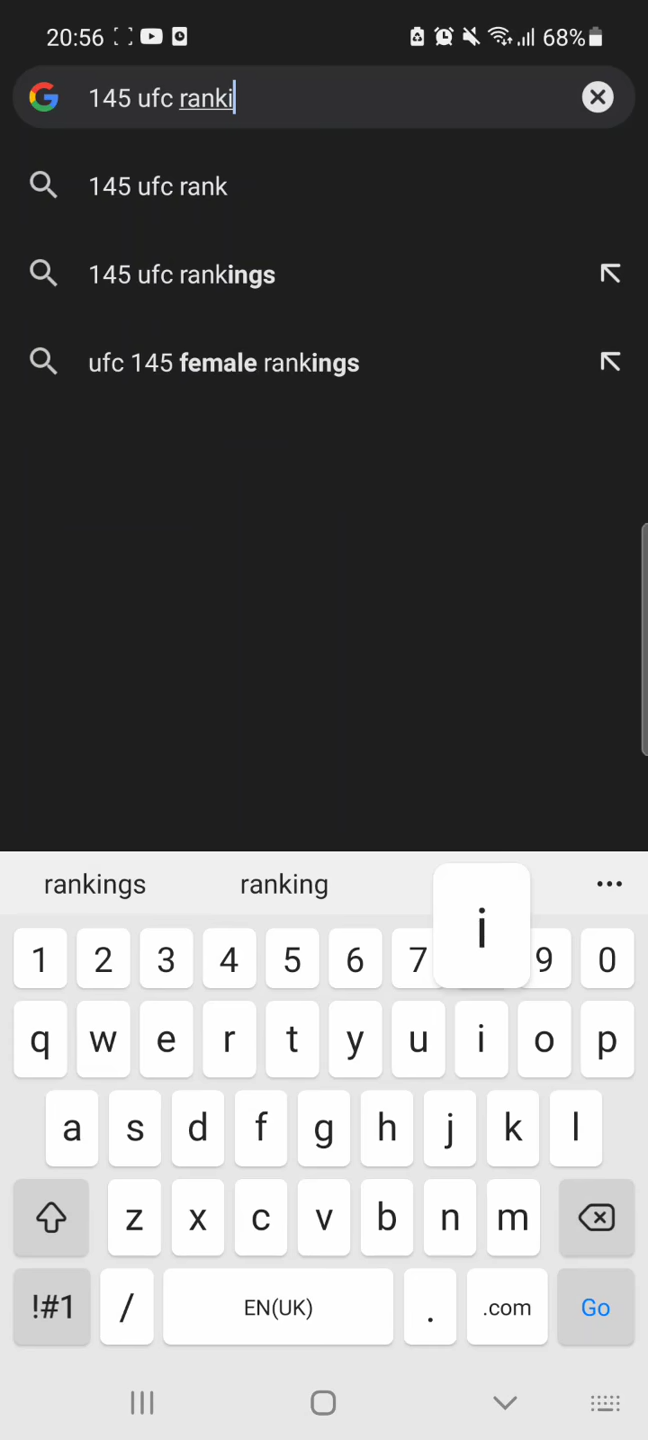 20:56 68%
145 ufc ranki
145 ufc rank
145 ufc rankings
ufc 145 female rankings
rankings ranking ...
i
1 2 3 4 5 6 7 9 0
q w e r t y u i o p
a s d f g h j k l
z x c v b n m
!#1 / EN(UK) . .com Go